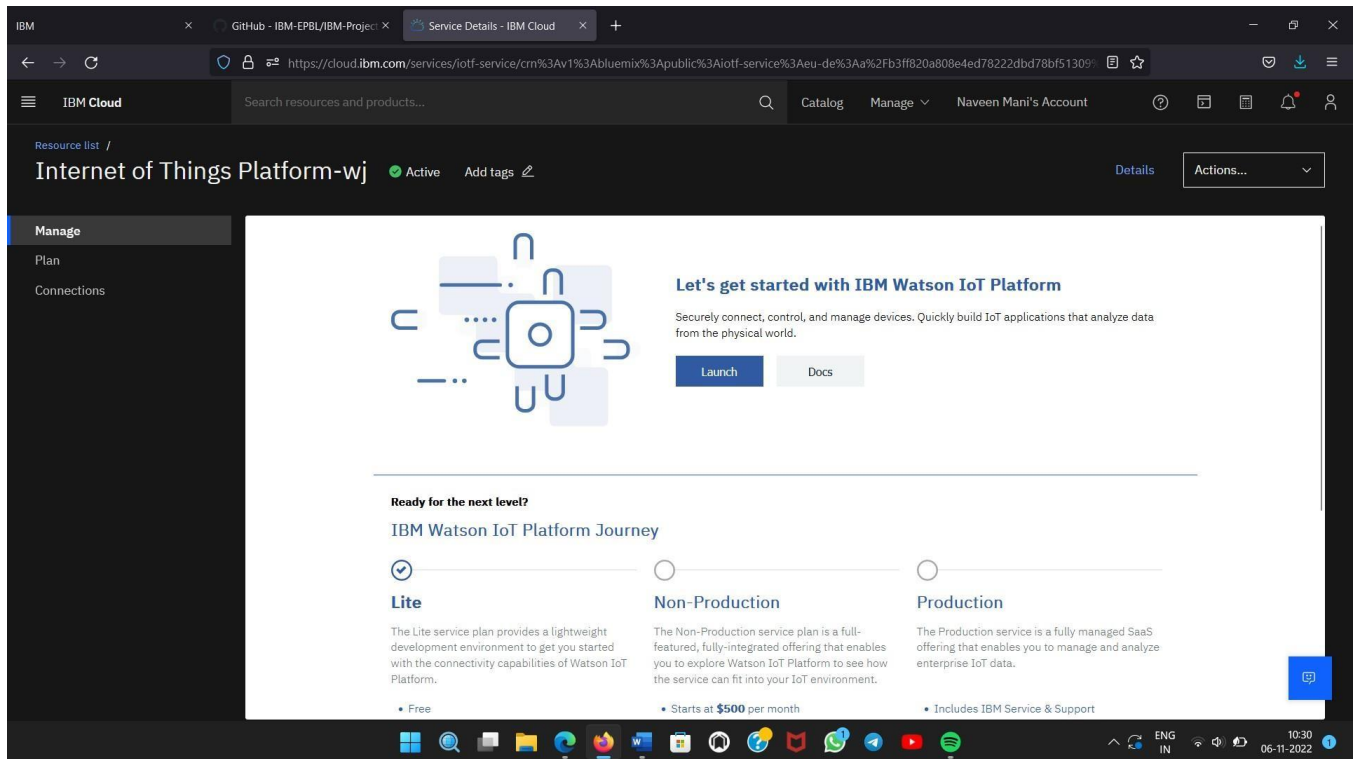 IBM
GitHub - IBM-EPBL/IBM-Project
Service Details - IBM Cloud
https://cloud.ibm.com/services/iotf-service/crn%3Av1%3Abluemix%3Apublic%3Aiotf-service%3Aeu-de%3Aa%2Fb3ff820a808e4ed78222dbd78bf51309%
IBM Cloud
Search resources and products...
Catalog
Manage
Naveen Mani's Account
Resource list /
Internet of Things Platform-wj
Active
Add tags
Details
Actions...
Manage
Plan
Connections
Let's get started with IBM Watson IoT Platform
Securely connect, control, and manage devices. Quickly build IoT applications that analyze data
from the physical world.
Launch
Docs
Ready for the next level?
IBM Watson IoT Platform Journey
Lite
The Lite service plan provides a lightweight
development environment to get you started
with the connectivity capabilities of Watson IoT
Platform.
• Free
Non-Production
The Non-Production service plan is a full-
featured, fully-integrated offering that enables
you to explore Watson IoT Platform to see how
the service can fit into your IoT environment.
• Starts at $500 per month
Production
The Production service is a fully managed SaaS
offering that enables you to manage and analyze
enterprise IoT data.
• Includes IBM Service & Support
ENG
IN
10:30
06-11-2022
1